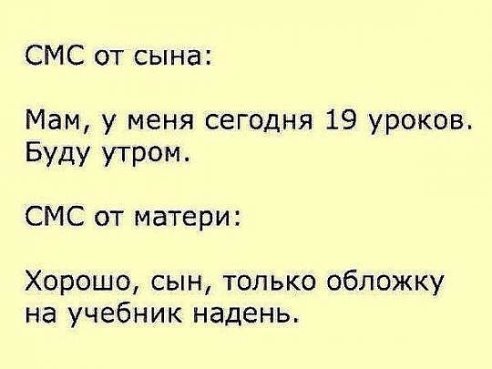 СМС от сына:
Мам, у меня сегодня 19 уроков.
Буду утром.
СМС от матери:
Хорошо, сын, только обложку
на учебник надень.